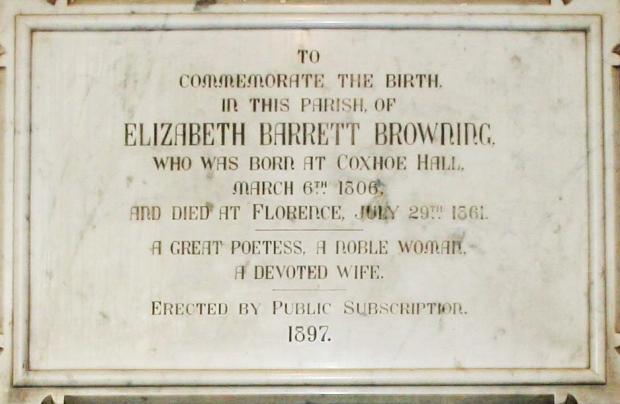 TO
COMMEMORATE THE BIRTH,
IN THIS PARISH, OF
ELIZABETH BARRETT BROWNING,
WHO WAS BORN AT COXHOE HALL,
MARCH 6TH 1806,
AND DIED AT FLORENCE, JULY 29TH 1861.
A GREAT POETESS, A NOBLE WOMAN,
A DEVOTED WIFE.
ERECTED BY PUBLIC SUBSCRIPTION.
1897.